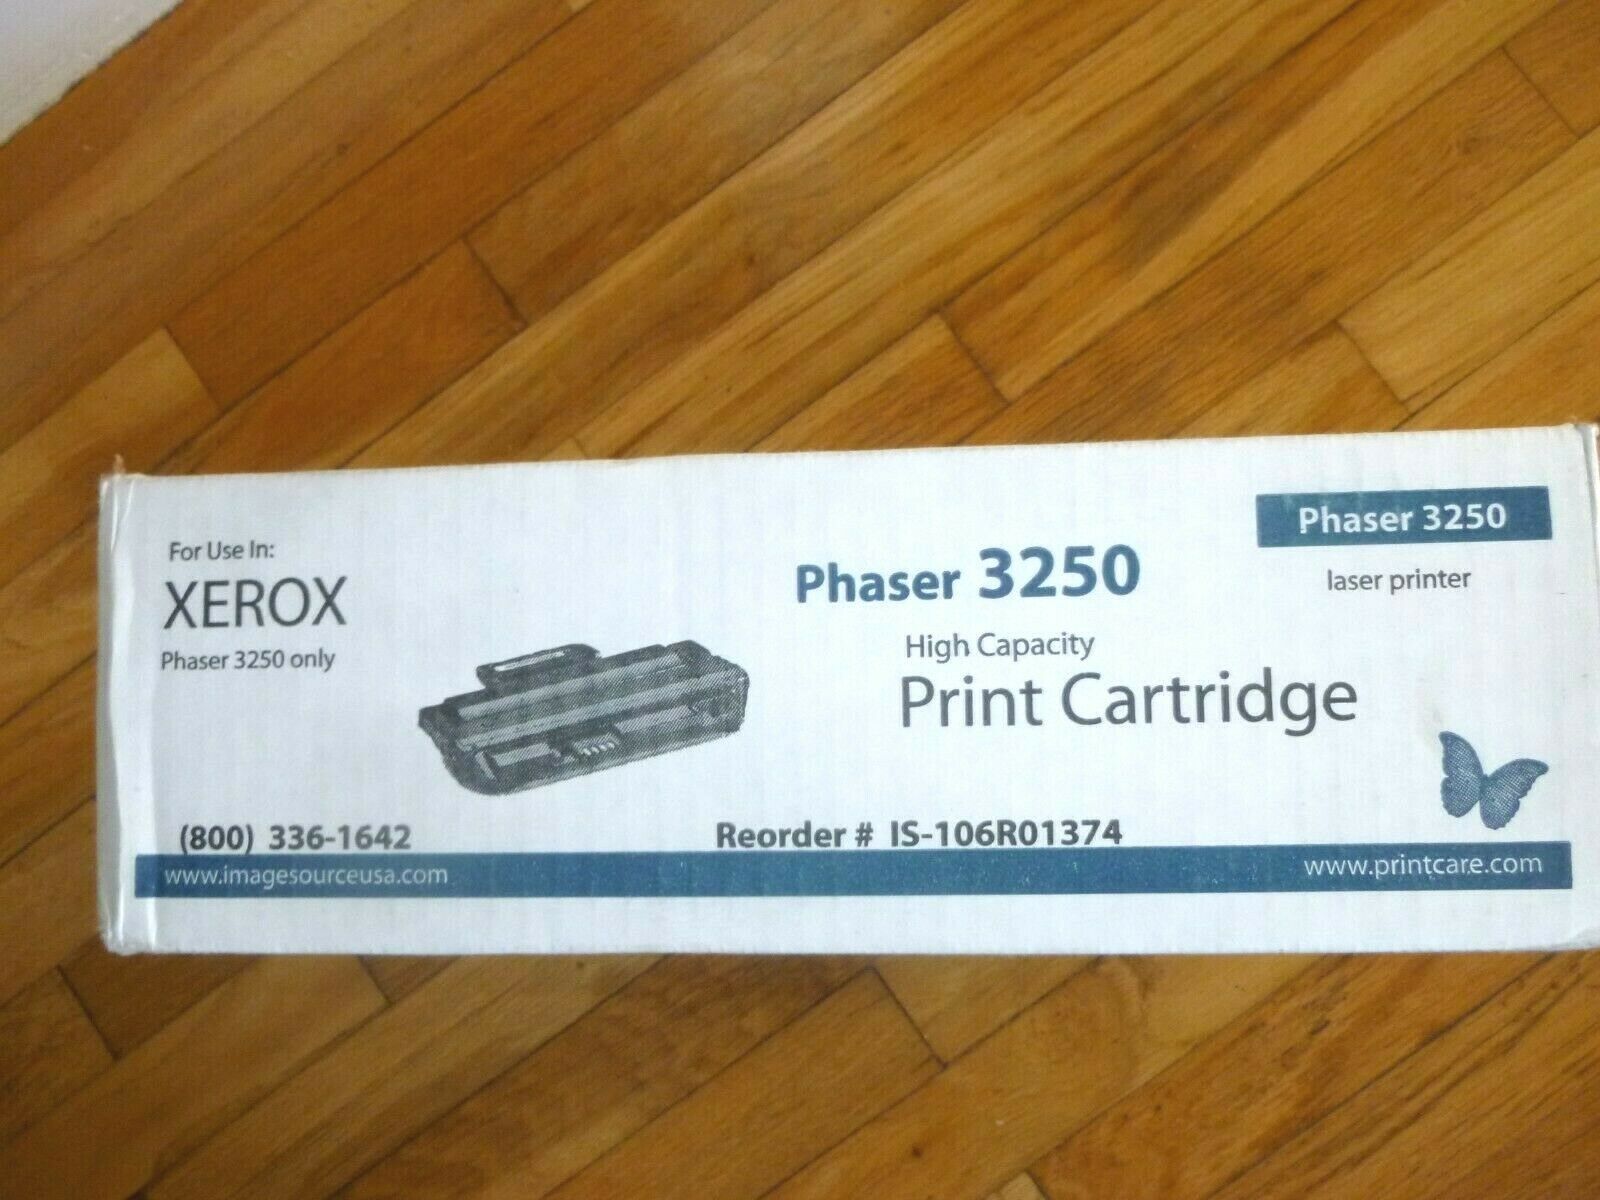 For Use In:
XEROX
Phaser 3250 only
Phaser 3250
High Capacity
Print Cartridge
Phaser 3250
laser printer
(800) 336-1642
Reorder # IS-106R01374
www.imagesourceusa.com
www.printcare.com